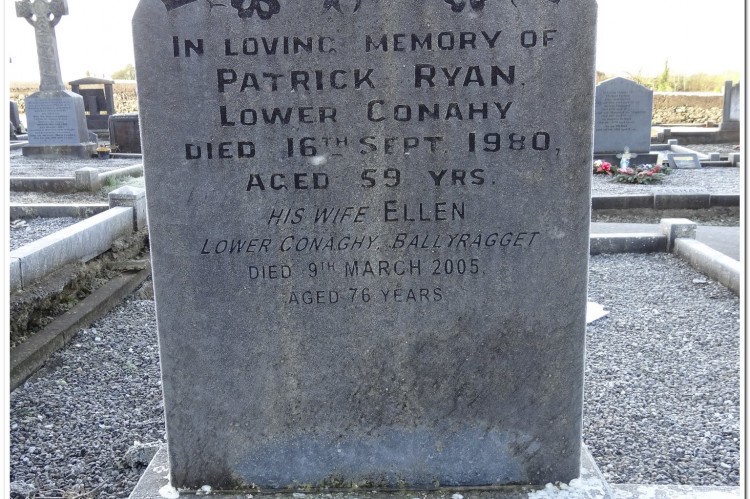 IN LOVING MEMORY OF
PATRICK RYAN.
LOWER CONAHY
DIED 16TH SEPT. 1980,
AGED 59 YRS.
HIS WIFE ELLEN
LOWER CONAGHY, BALLYRAGGET
DIED 9TH MARCH 2005,
AGED 76 YEARS